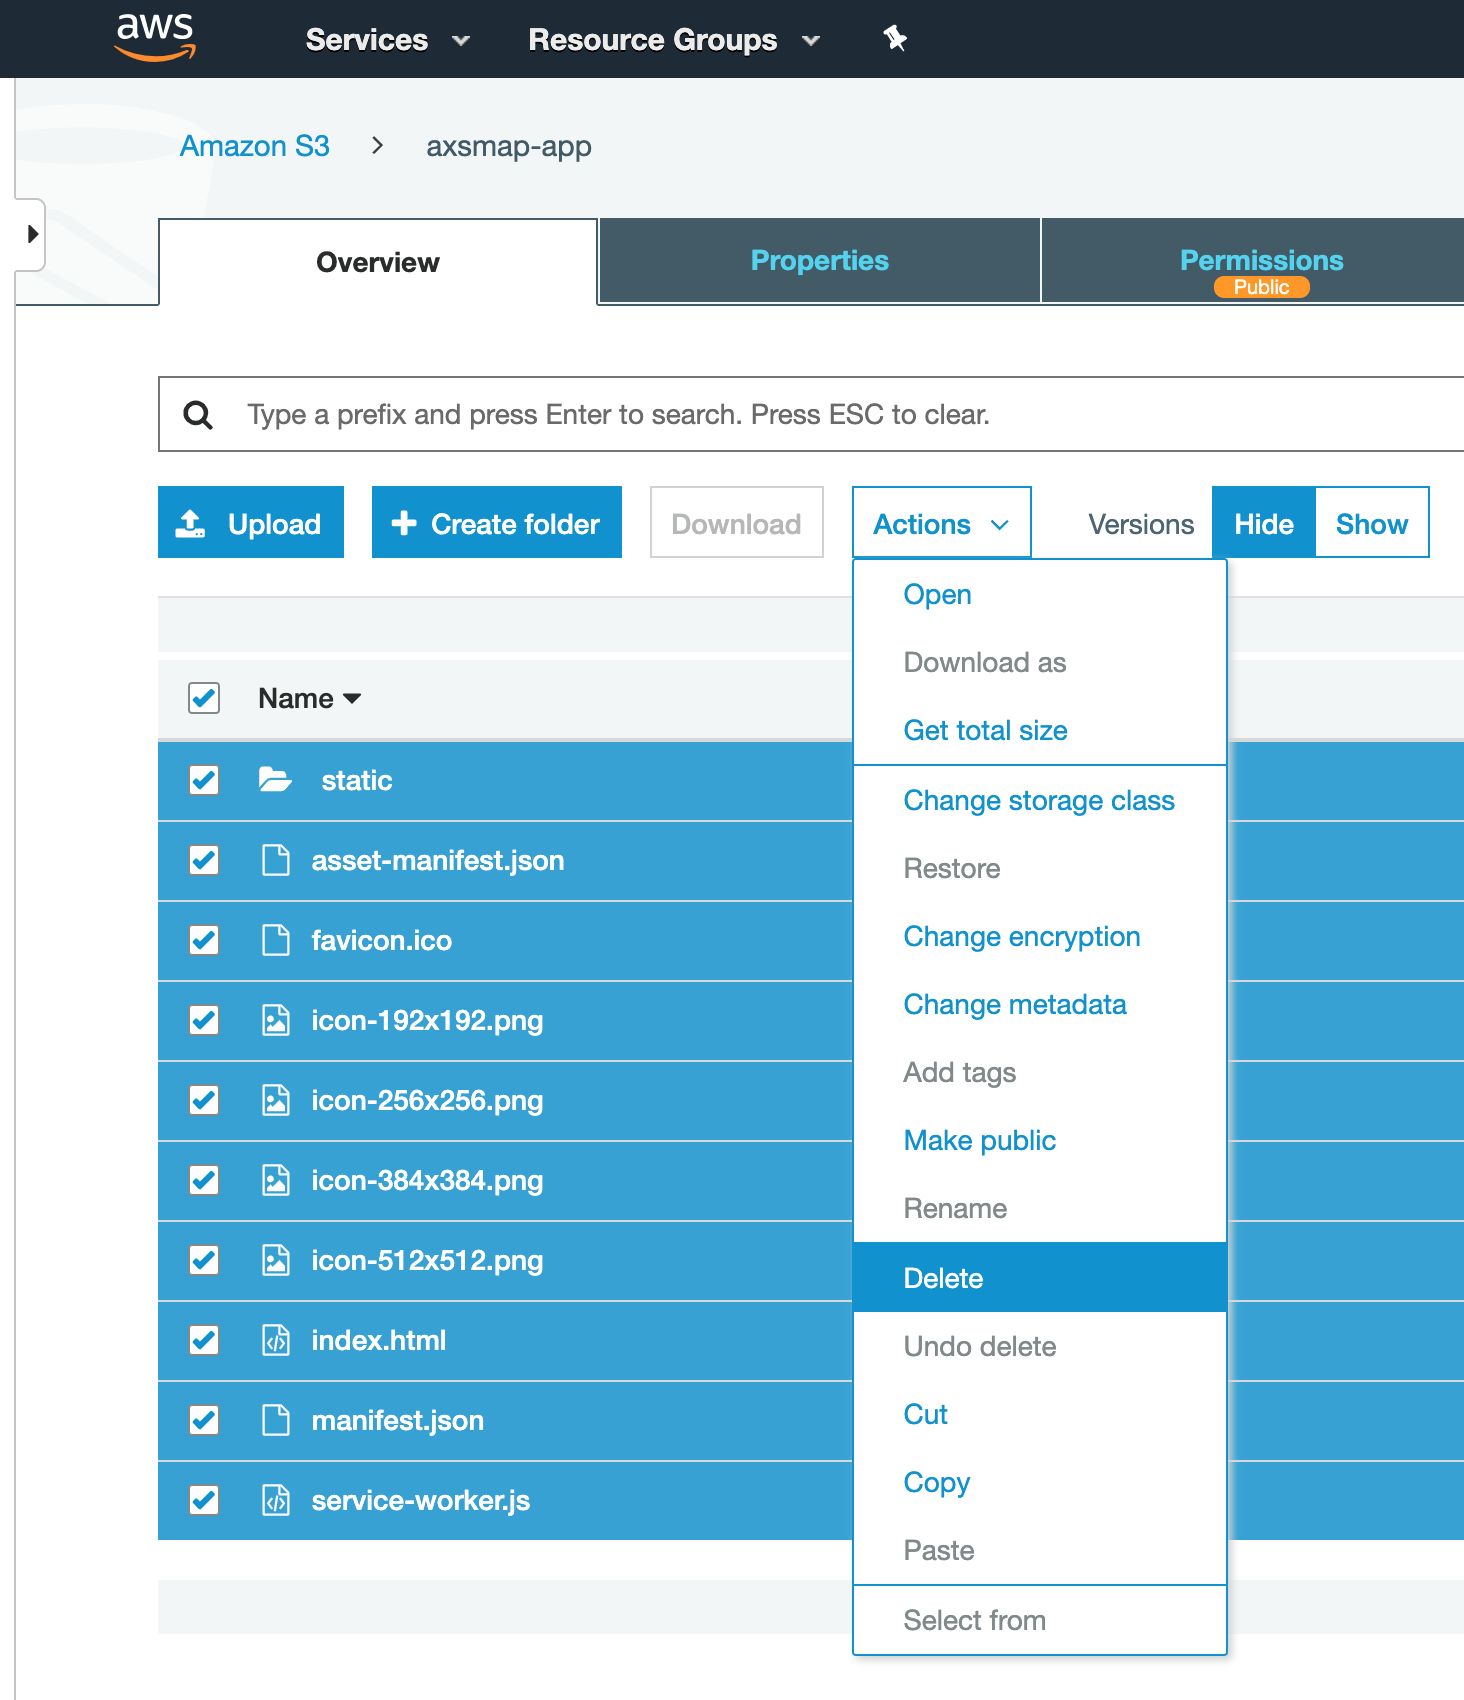 aws Services Resource Groups
Amazon S3 > axsmap-app
Overview Properties Permissions
Public
Type a prefix and press Enter to search. Press ESC to clear.
Upload Create folder Download Actions Versions Hide Show
Open
Download as
Get total size
Change storage class
Restore
Change encryption
Change metadata
Add tags
Make public
Rename
Delete
Undo delete
Cut
Copy
Paste
Select from
Name
static
asset-manifest.json
favicon.ico
icon-192x192.png
icon-256x256.png
icon-384x384.png
icon-512x512.png
index.html
manifest.json
service-worker.js